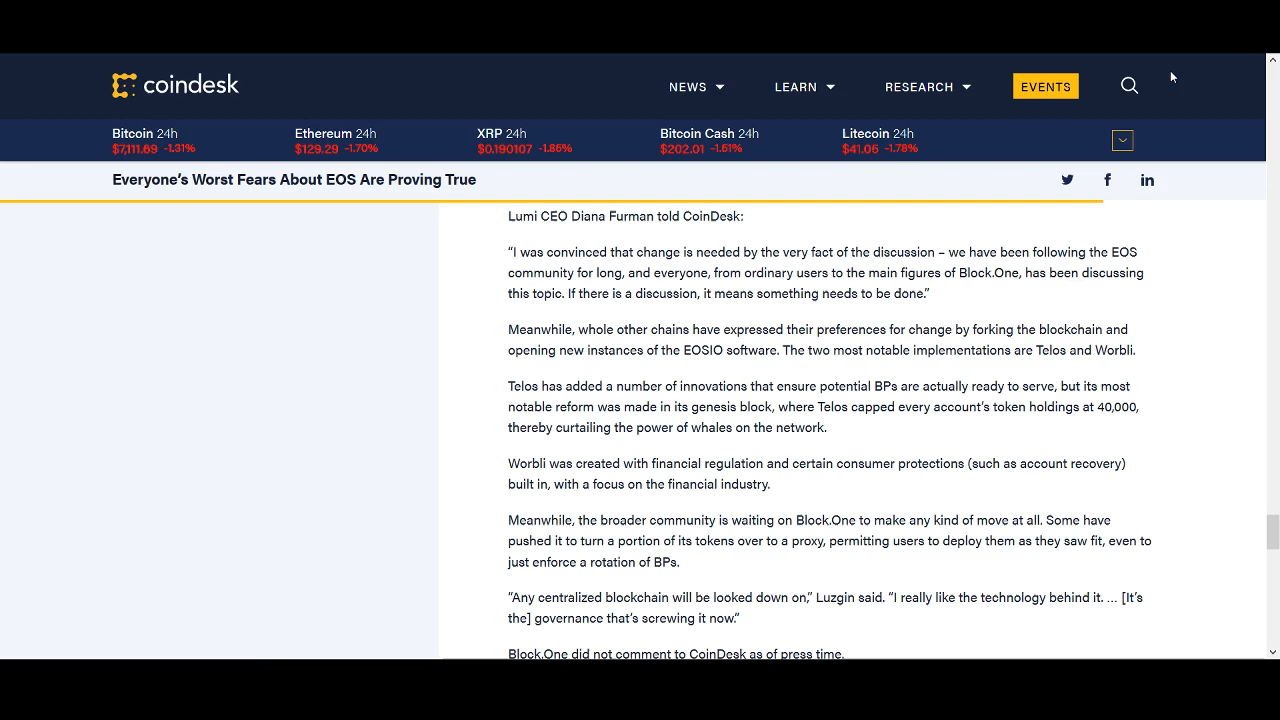 coindesk
NEWS
LEARN
RESEARCH
EVENTS
Bitcoin 24h
$7,111.69 -1.31%
Ethereum 24h
$129.29 -1.70%
XRP 24h
$0.190107 -1.86%
Bitcoin Cash 24h
$202.01 -1.61%
Litecoin 24h
$41.05 -1.78%
Everyone’s Worst Fears About EOS Are Proving True
Lumi CEO Diana Furman told CoinDesk:
“I was convinced that change is needed by the very fact of the discussion – we have been following the EOS
community for long, and everyone, from ordinary users to the main figures of Block.One, has been discussing
this topic. If there is a discussion, it means something needs to be done.”
Meanwhile, whole other chains have expressed their preferences for change by forking the blockchain and
opening new instances of the EOSIO software. The two most notable implementations are Telos and Worbli.
Telos has added a number of innovations that ensure potential BPs are actually ready to serve, but its most
notable reform was made in its genesis block, where Telos capped every account’s token holdings at 40,000,
thereby curtailing the power of whales on the network.
Worbli was created with financial regulation and certain consumer protections (such as account recovery)
built in, with a focus on the financial industry.
Meanwhile, the broader community is waiting on Block.One to make any kind of move at all. Some have
pushed it to turn a portion of its tokens over to a proxy, permitting users to deploy them as they saw fit, even to
just enforce a rotation of BPs.
“Any centralized blockchain will be looked down on,” Luzgin said. “I really like the technology behind it. … [It’s
the] governance that’s screwing it now.”
Block.One did not comment to CoinDesk as of press time.